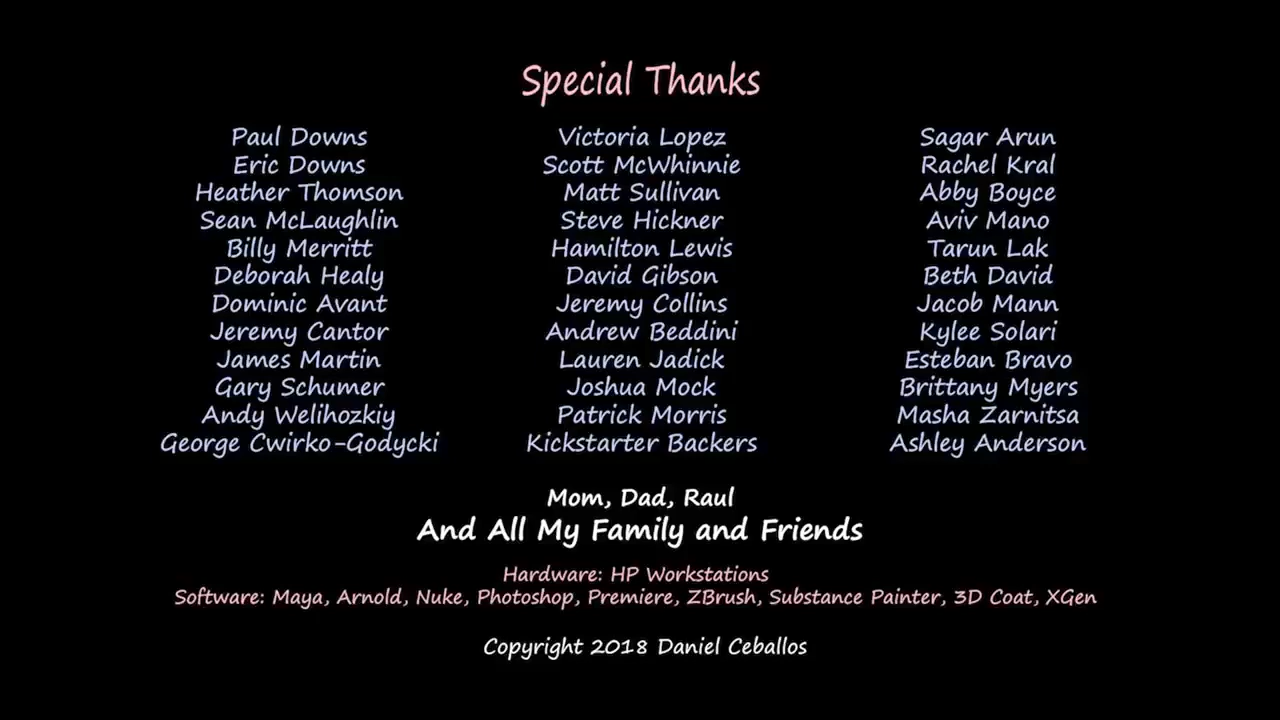 Special Thanks
Paul Downs
Eric Downs
Heather Thomson
Sean McLaughlin
Billy Merritt
Deborah Healy
Dominic Avant
Jeremy Cantor
James Martin
Gary Schumer
Andy Welihozkiy
George Cwirko-Godycki
Victoria Lopez
Scott McWhinnie
Matt Sullivan
Steve Hickner
Hamilton Lewis
David Gibson
Jeremy Collins
Andrew Beddini
Lauren Jadick
Joshua Mock
Patrick Morris
Kickstarter Backers
Sagar Arun
Rachel Kral
Abby Boyce
Aviv Mano
Tarun Lak
Beth David
Jacob Mann
Kylee Solari
Esteban Bravo
Brittany Myers
Masha Zarnitsa
Ashley Anderson
Mom, Dad, Raul
And All My Family and Friends
Hardware: HP Workstations
Software: Maya, Arnold, Nuke, Photoshop, Premiere, ZBrush, Substance Painter, 3D Coat, XGen
Copyright 2018 Daniel Ceballos